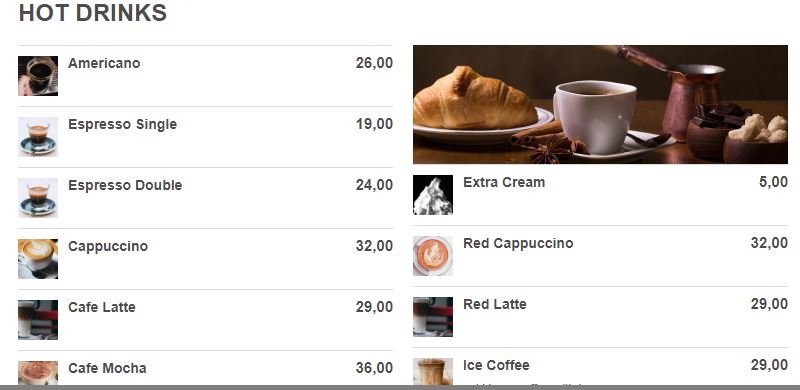 HOT DRINKS
Americano 26,00
Espresso Single 19,00
Espresso Double 24,00
Cappuccino 32,00
Cafe Latte 29,00
Cafe Mocha 36,00
Extra Cream 5,00
Red Cappuccino 32,00
Red Latte 29,00
Ice Coffee 29,00